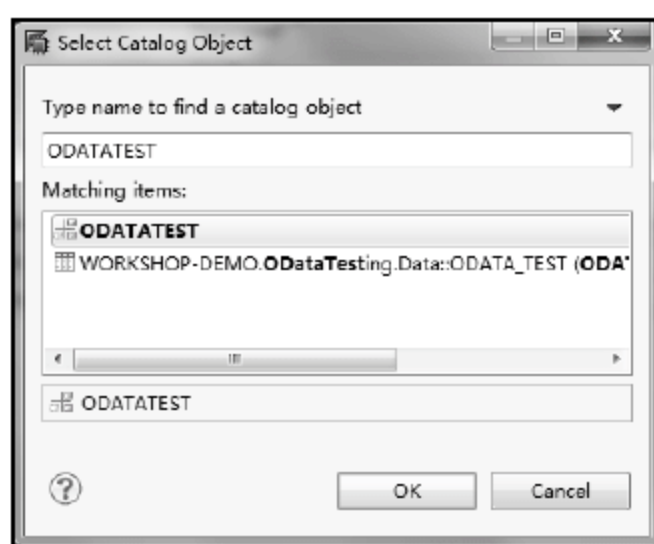 Select Catalog Object
Type name to find a catalog object
ODATATEST
Matching items:
ODATATEST
WORKSHOP-DEMO.ODataTesting.Data::ODATA_TEST (ODA
ODATATEST
OK
Cancel